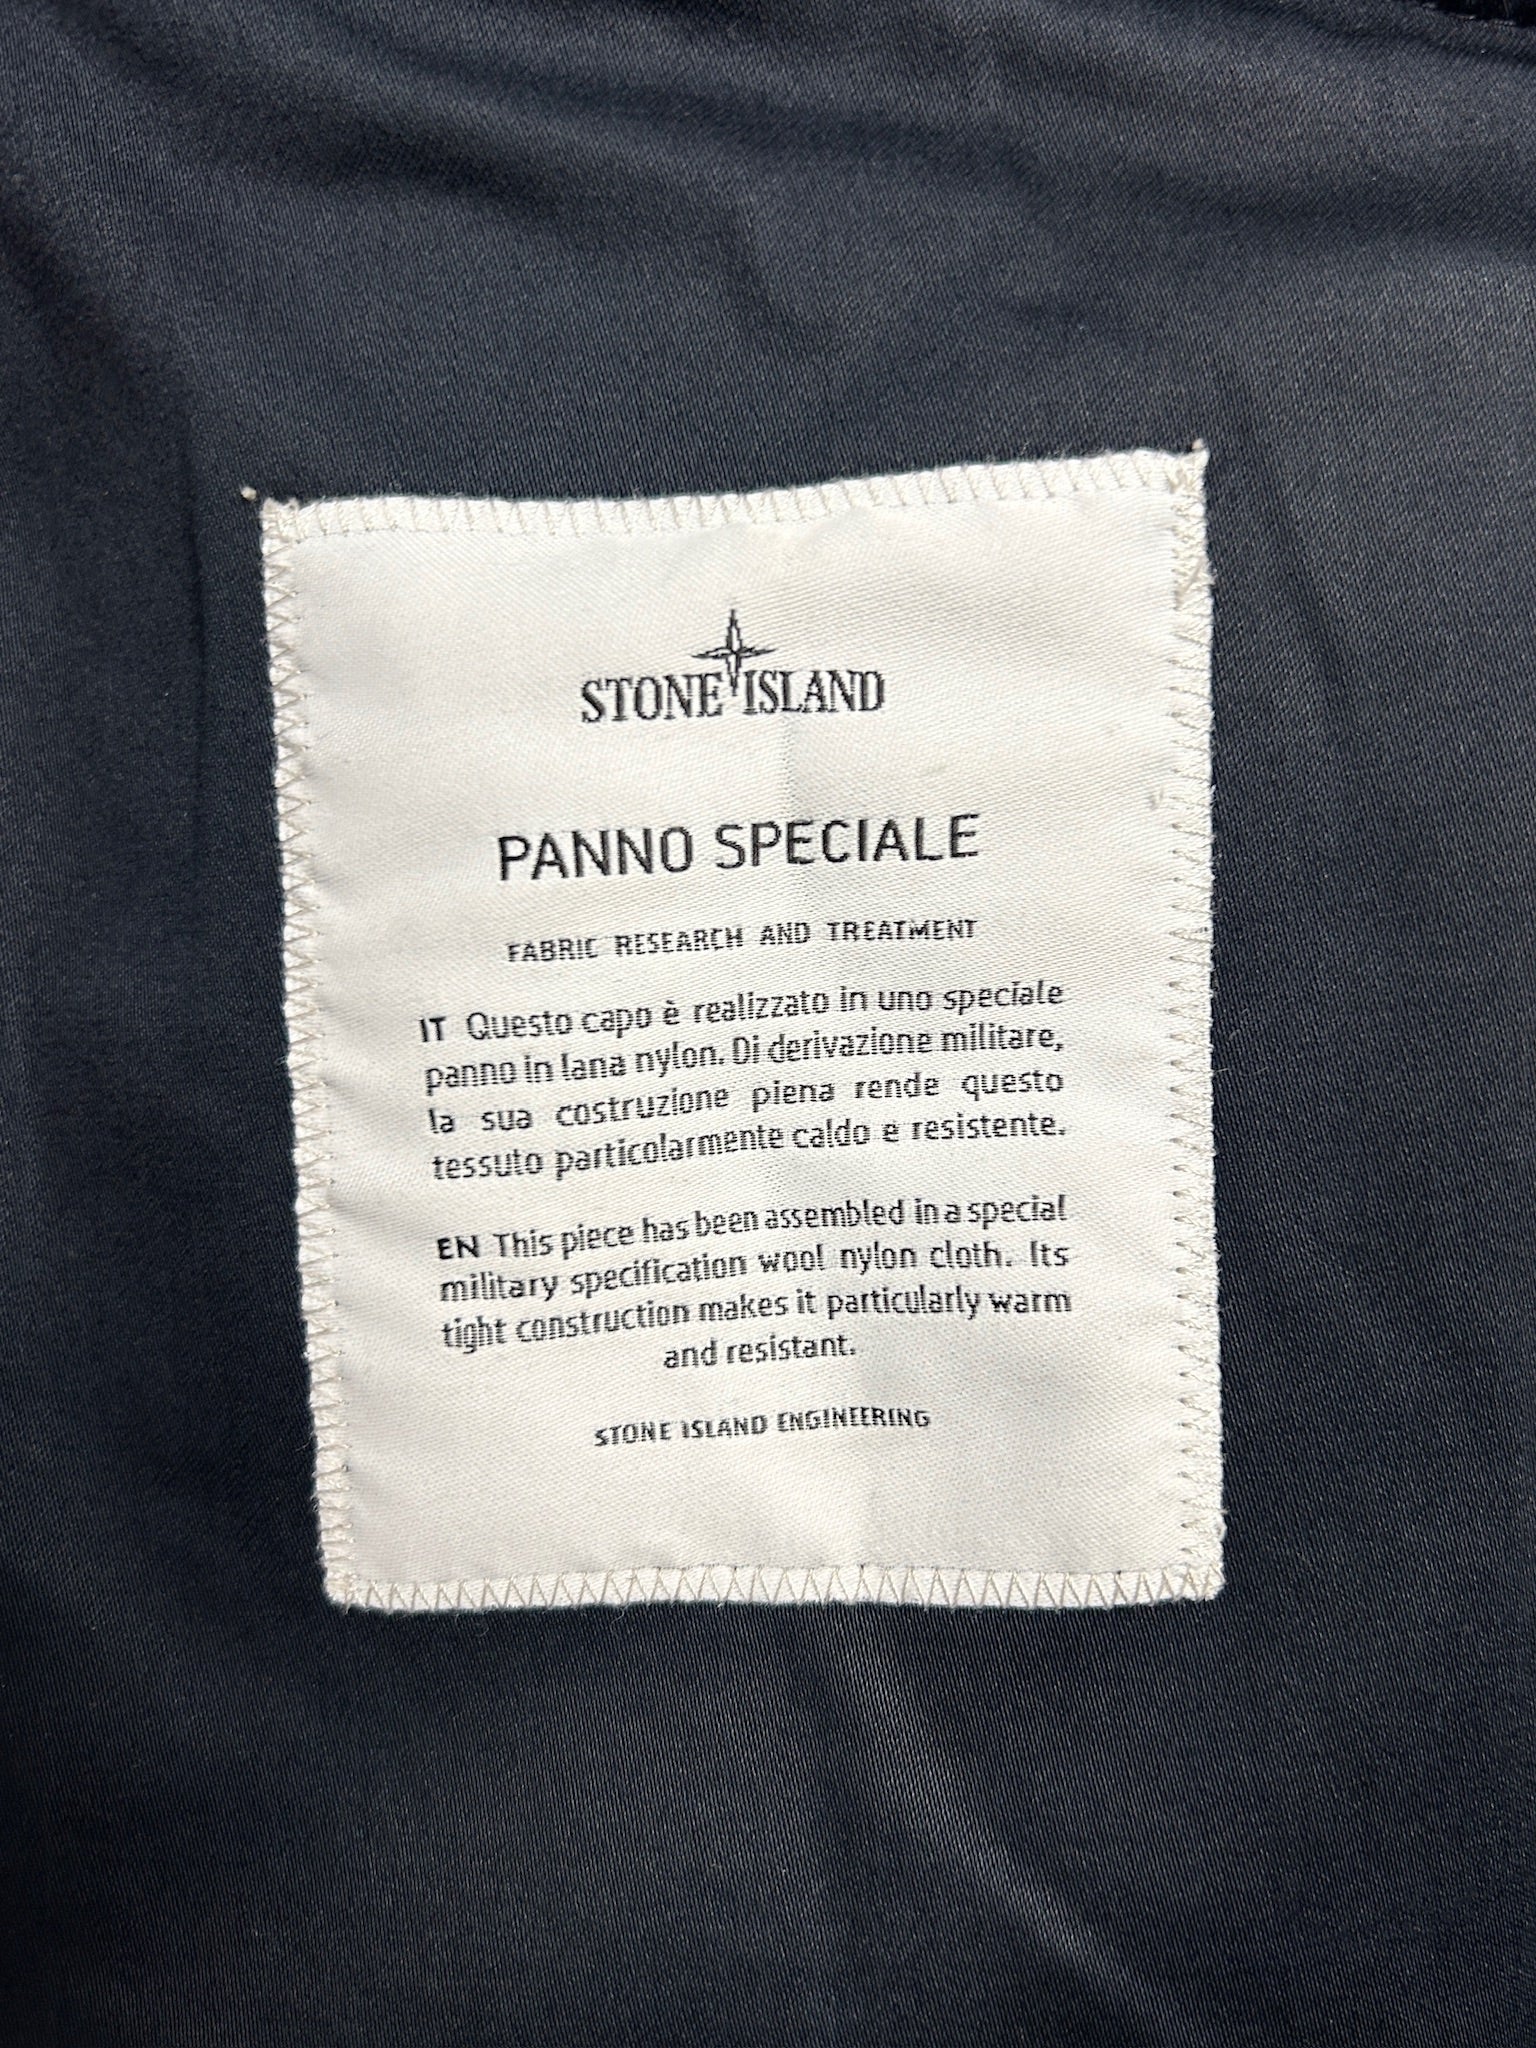 STONE ISLAND
PANNO SPECIALE
FABRIC RESEARCH AND TREATMENT
IT Questo capo è realizzato in uno speciale
panno in lana nylon. Di derivazione militare,
la sua costruzione piena rende questo
tessuto particolarmente caldo e resistente.
EN This piece has been assembled in a special
military specification wool nylon cloth. Its
tight construction makes it particularly warm
and resistant.
STONE ISLAND ENGINEERING